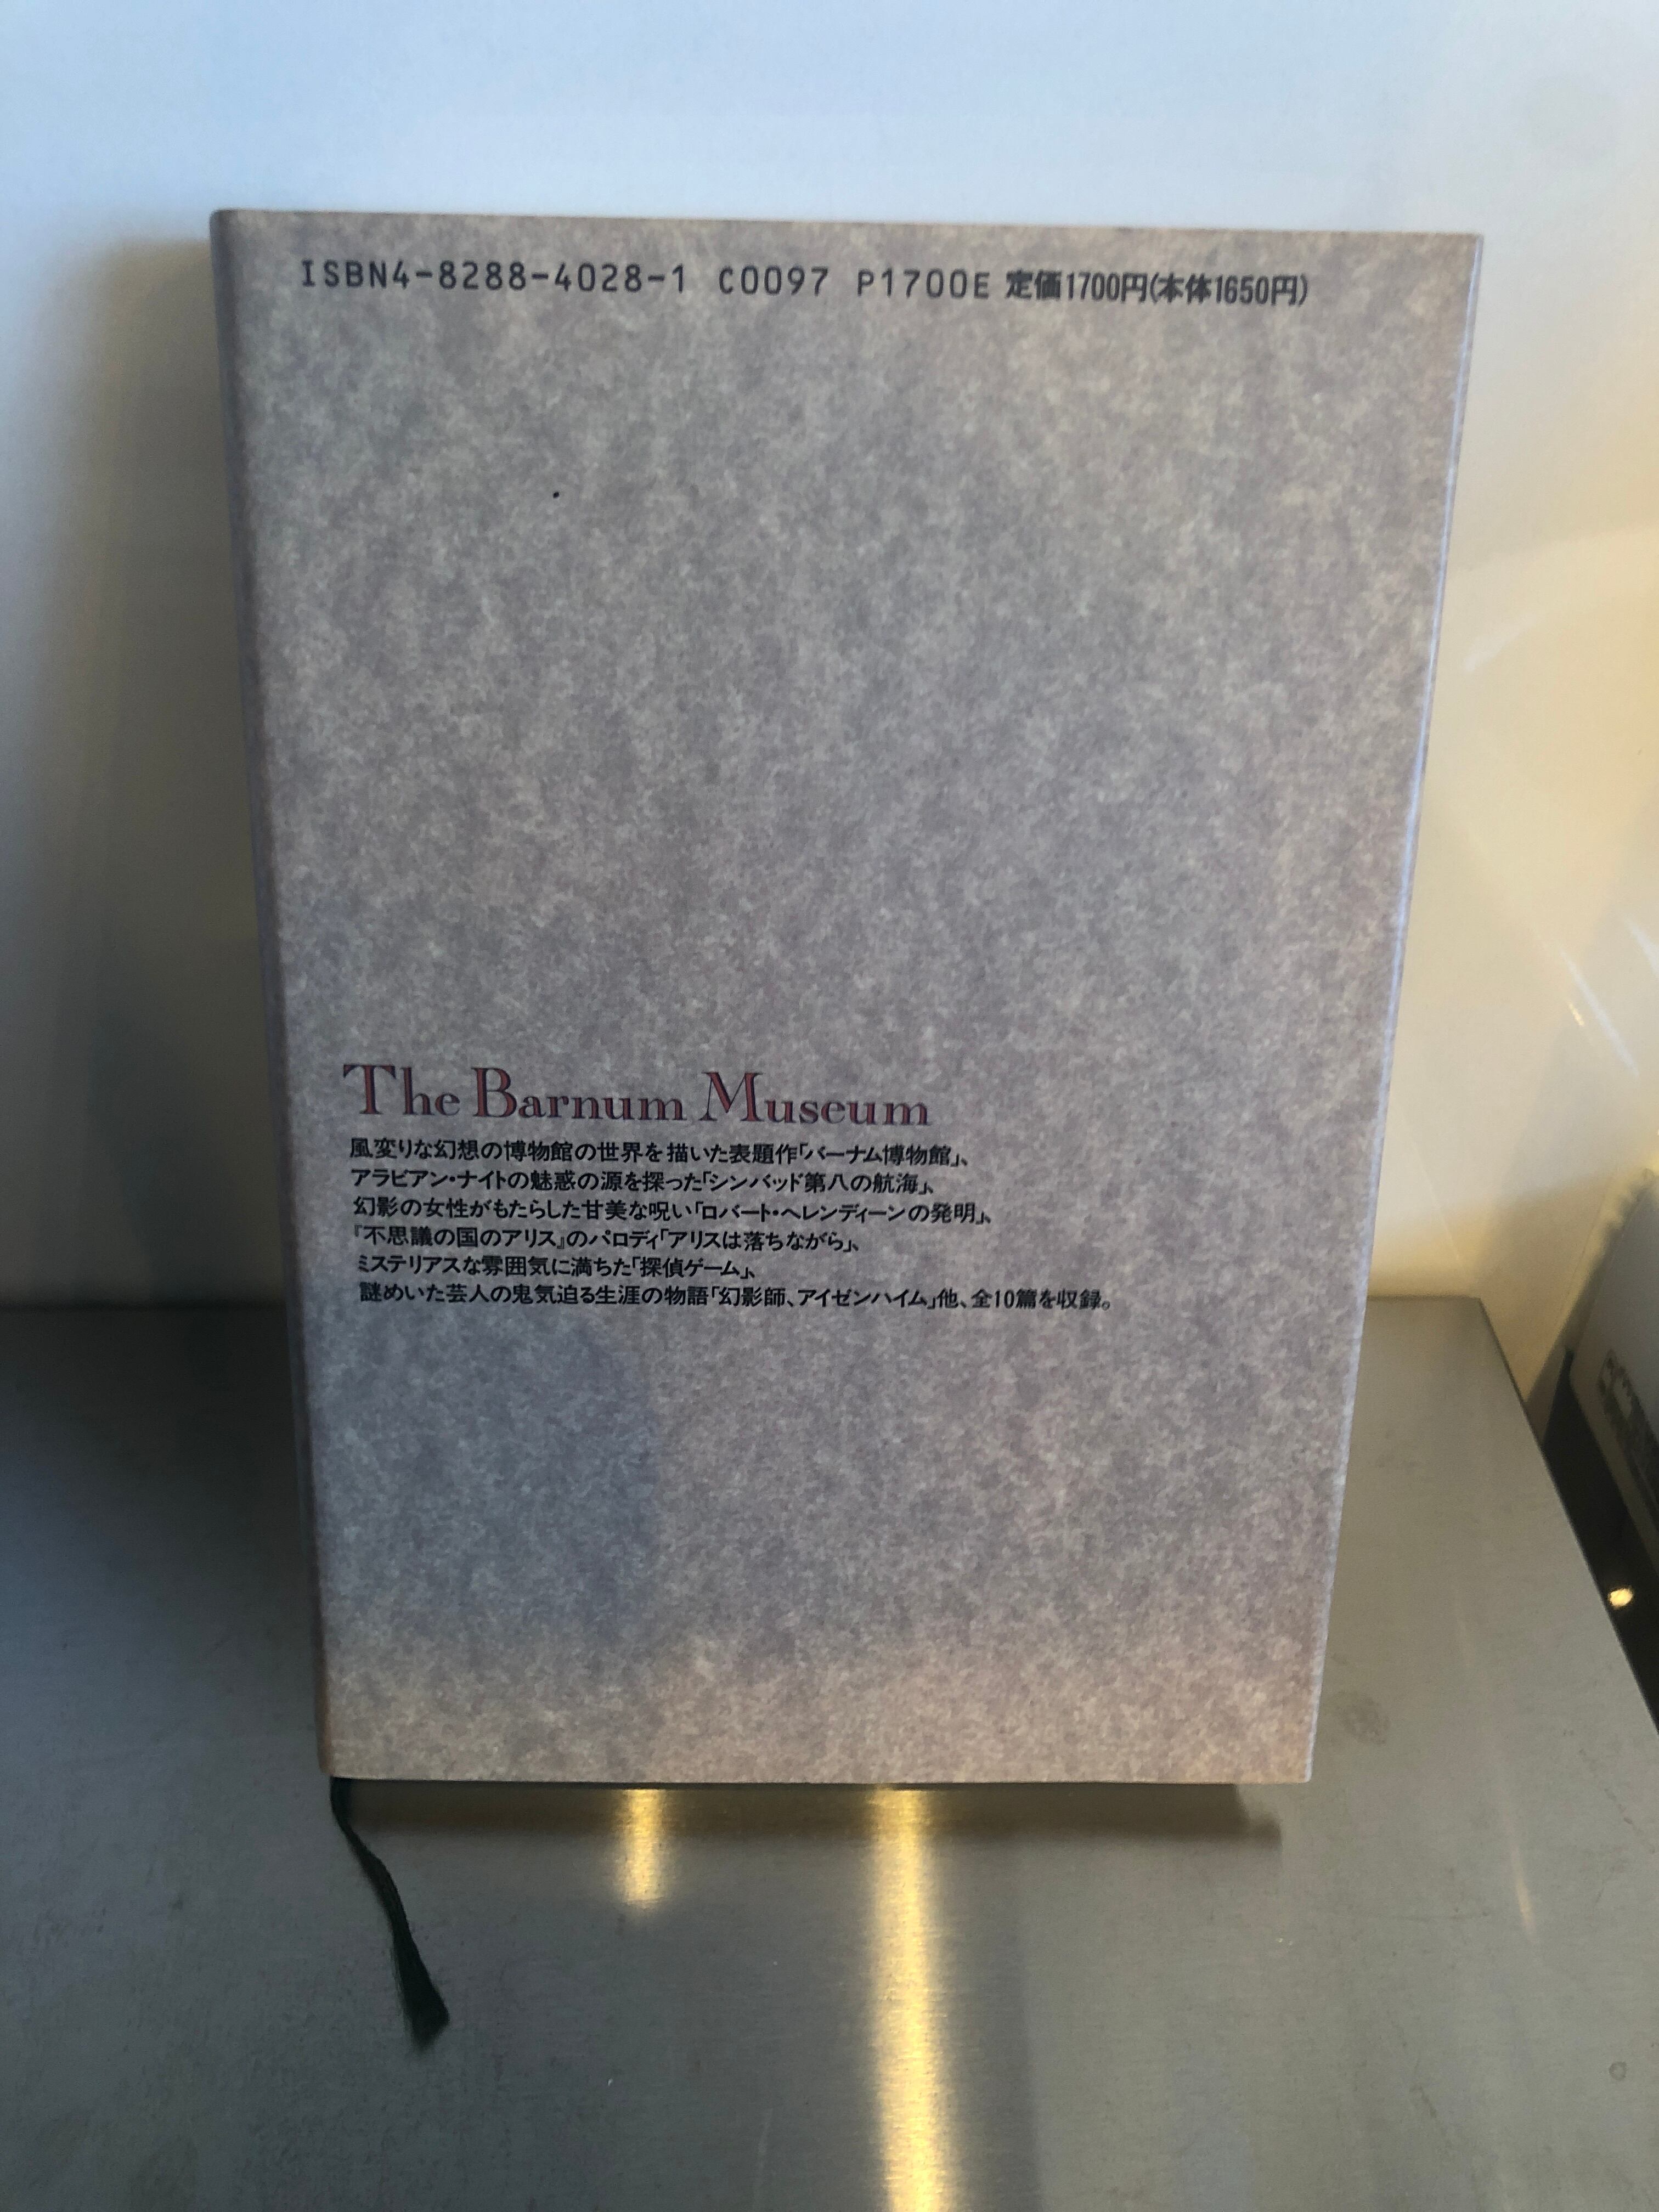 ISBN4-8288-4028-1 C0097 P1700E 定価1700円(本体1650円)
The Barnum Museum
風変りな幻想の博物館の世界を描いた表題作「バーナム博物館」、
アラビアン・ナイトの魅惑の源を探った「シンバッド第八の航海」、
幻影の女性がもたらした甘美な呪い「ロバート・ヘレンディーンの発明」、
『不思議の国のアリス』のパロディ「アリスは落ちながら」、
ミステリアスな雰囲気に満ちた「探偵ゲーム」、
謎めいた芸人の鬼気迫る生涯の物語「幻影師、アイゼンハイム」他、全10篇を収録。